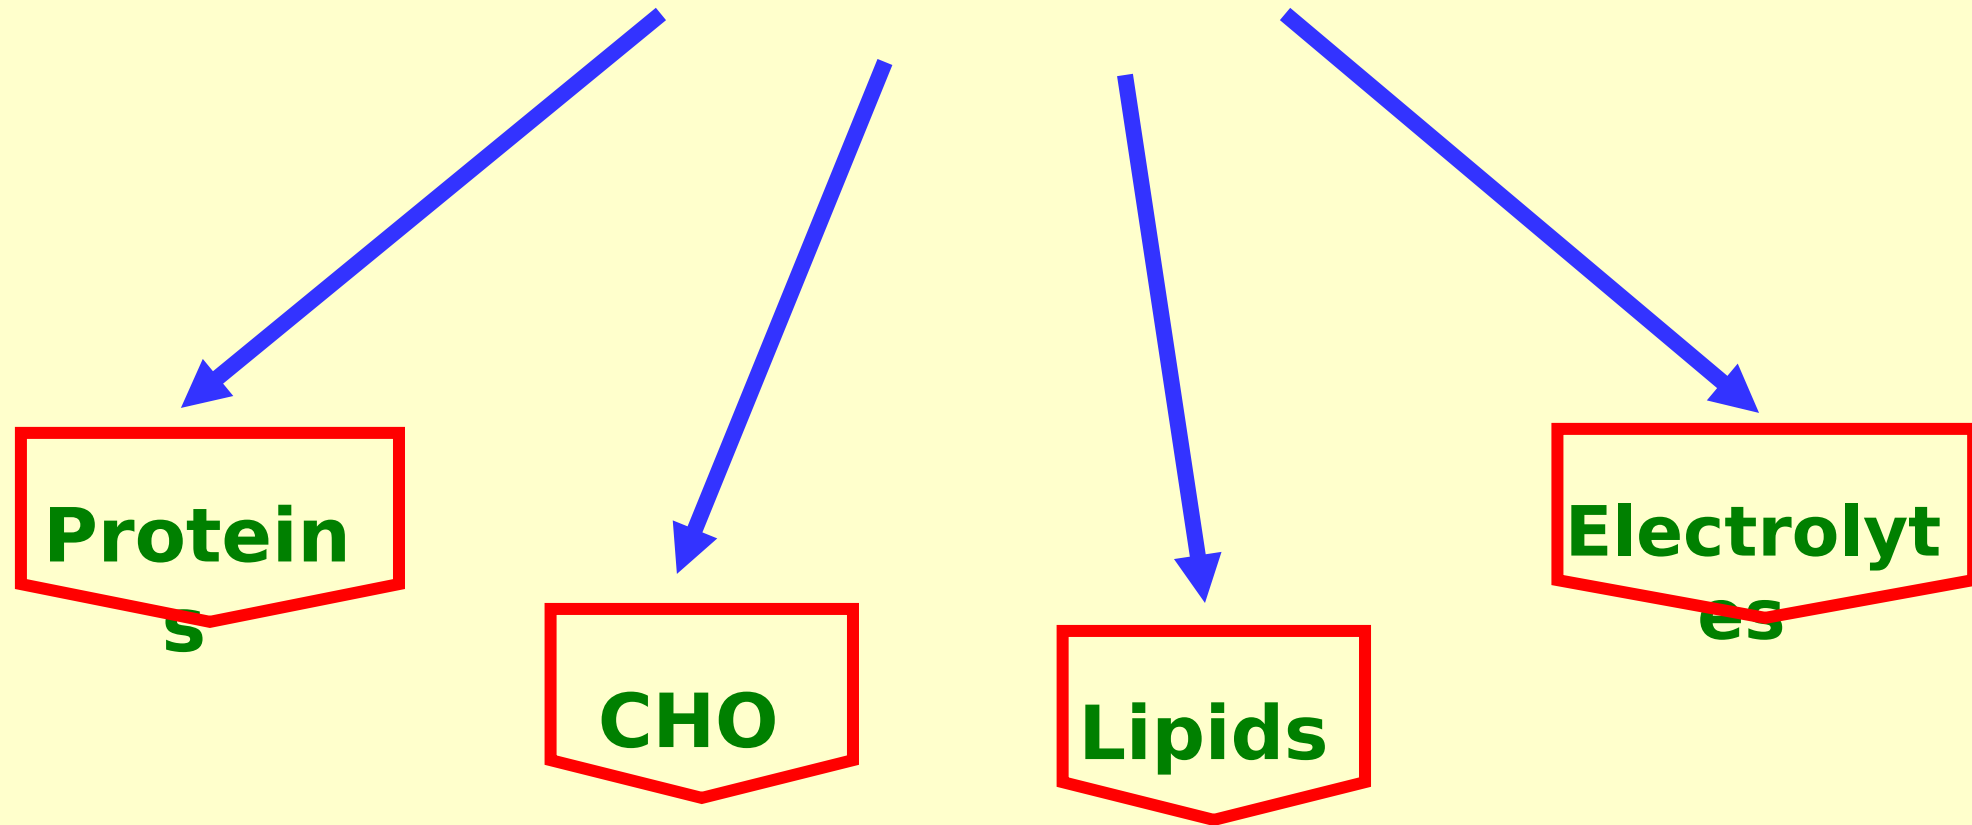 Protein
s
CHO
Lipids
Electrolyt
es